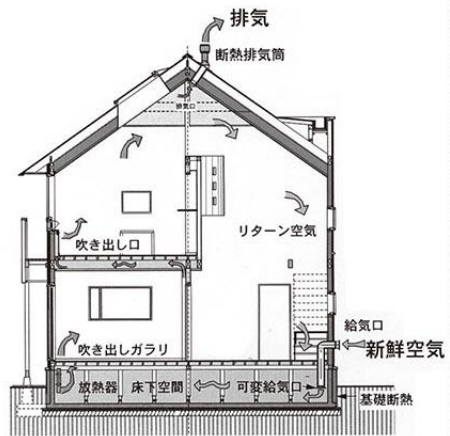 排気
断熱排気筒
排気口
吹き出し口
リターン空気
給気口
新鮮空気
吹き出しガラリ
放熱器
床下空間
可変給気口
基礎断熱